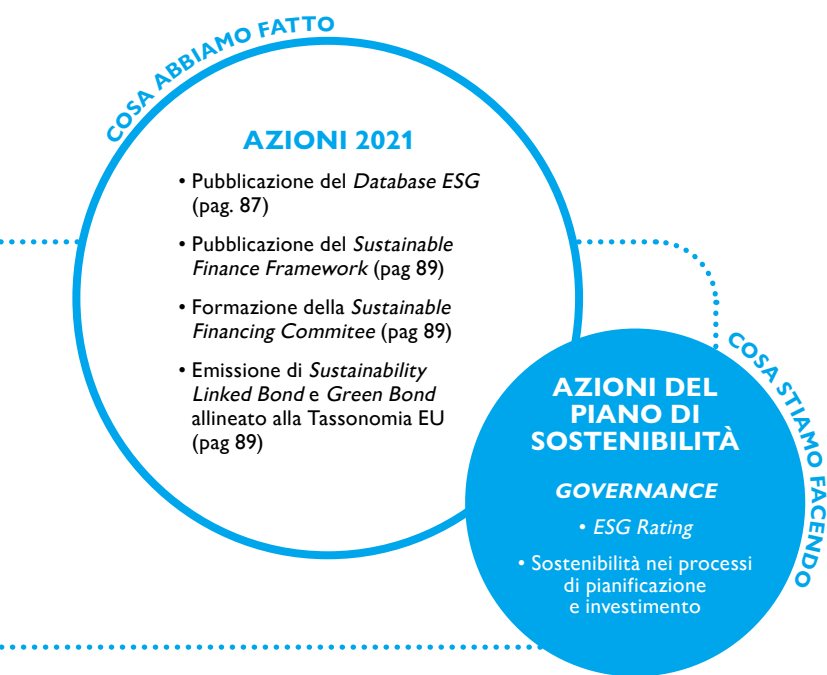 COSA ABBIAMO FATTO
AZIONI 2021
• Pubblicazione del Database ESG
(pag. 87)
• Pubblicazione del Sustainable
Finance Framework (pag 89)
• Formazione della Sustainable
Financing Commitee (pag 89)
• Emissione di Sustainability
Linked Bond e Green Bond
allineato alla Tassonomia EU
(pag 89)
COSA STIAMO FACENDO
AZIONI DEL
PIANO DI
SOSTENIBILITÀ
GOVERNANCE
• ESG Rating
• Sostenibilità nei processi
di pianificazione
e investimento